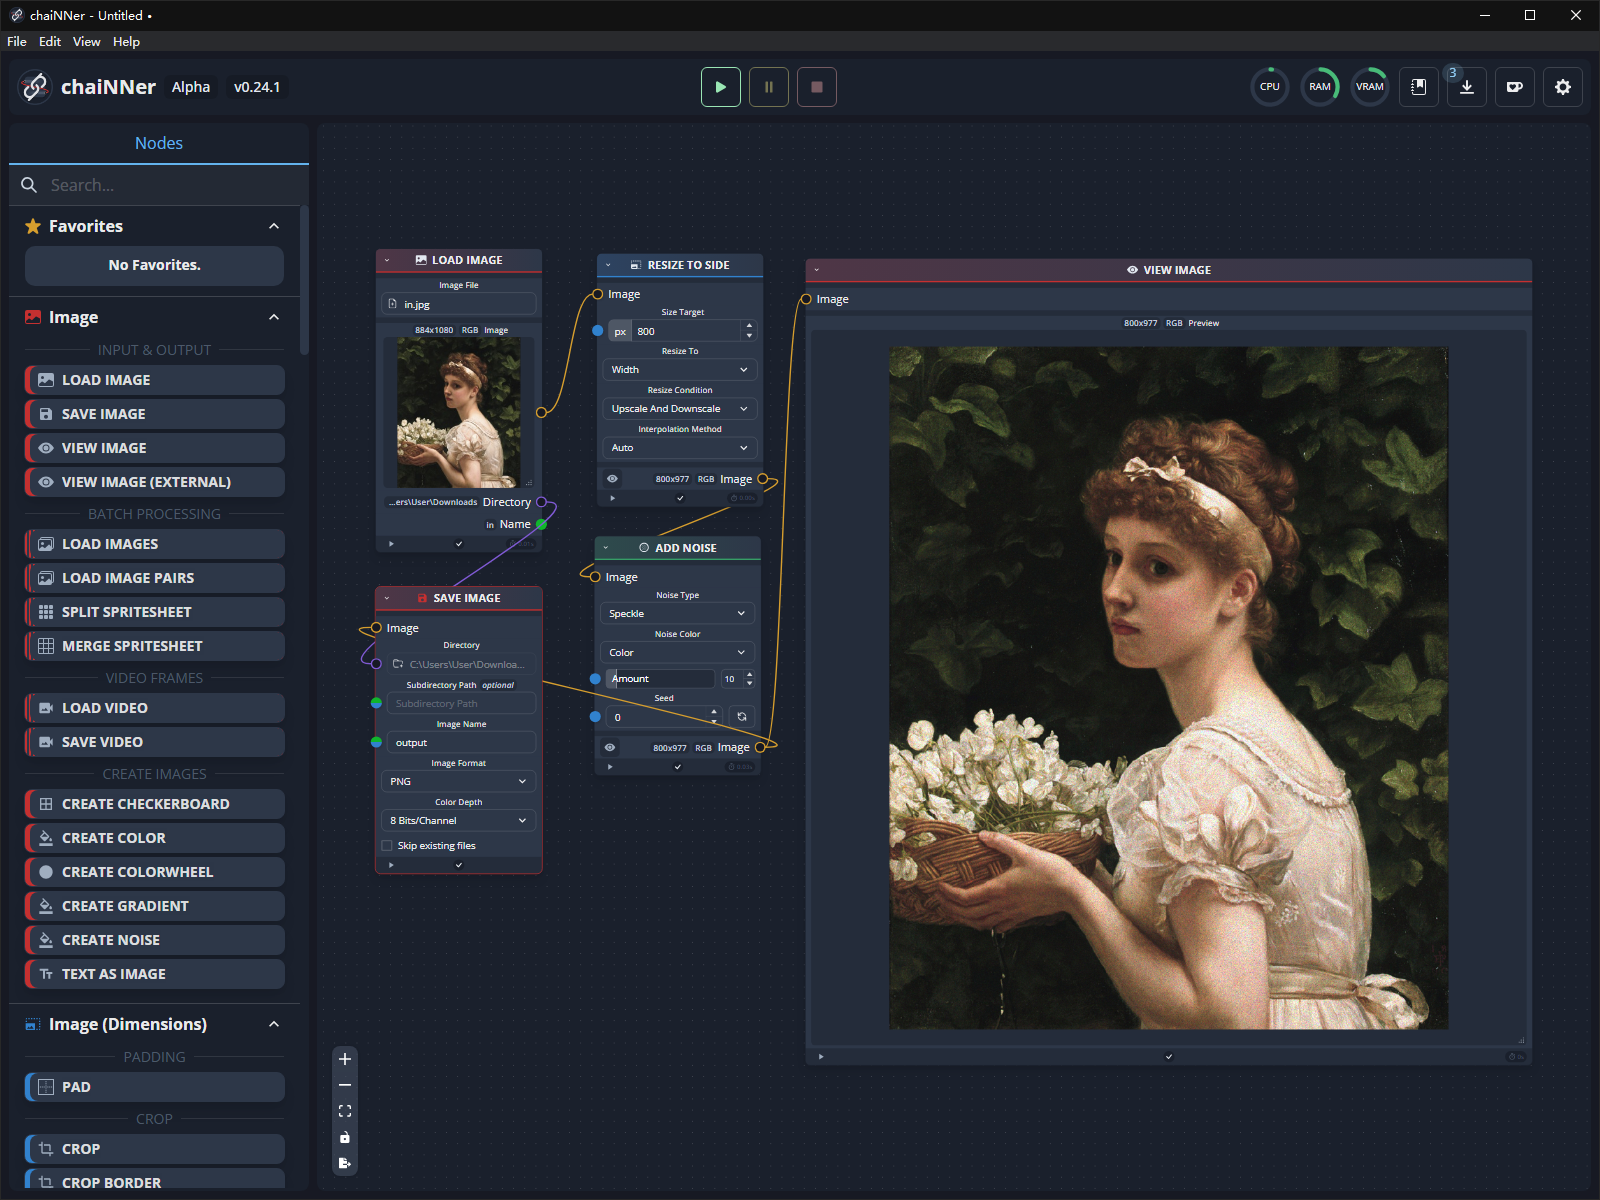 chaiNNer - Untitled •
File Edit View Help
chaiNNer Alpha v0.24.1
CPU RAM VRAM 3
Nodes
Search...
Favorites
No Favorites.
Image
INPUT & OUTPUT
LOAD IMAGE
SAVE IMAGE
VIEW IMAGE
VIEW IMAGE (EXTERNAL)
BATCH PROCESSING
LOAD IMAGES
LOAD IMAGE PAIRS
SPLIT SPRITESHEET
MERGE SPRITESHEET
VIDEO FRAMES
LOAD VIDEO
SAVE VIDEO
CREATE IMAGES
CREATE CHECKERBOARD
CREATE COLOR
CREATE COLORWHEEL
CREATE GRADIENT
CREATE NOISE
TEXT AS IMAGE
Image (Dimensions)
PADDING
PAD
CROP
CROP
CROP BORDER
LOAD IMAGE
Image File
in.jpg
884x1080 RGB Image
...ers\User\Downloads Directory
in Name
SAVE IMAGE
Image
Directory
C:\Users\User\Downloa...
Subdirectory Path optional
Subdirectory Path
Image Name
output
Image Format
PNG
Color Depth
8 Bits/Channel
Skip existing files
RESIZE TO SIDE
Image
Size Target
px 800
Resize To
Width
Resize Condition
Upscale And Downscale
Interpolation Method
Auto
800x977 RGB Image
ADD NOISE
Image
Noise Type
Speckle
Noise Color
Color
Amount 10
Seed
0
800x977 RGB Image
VIEW IMAGE
Image
800x977 RGB Preview